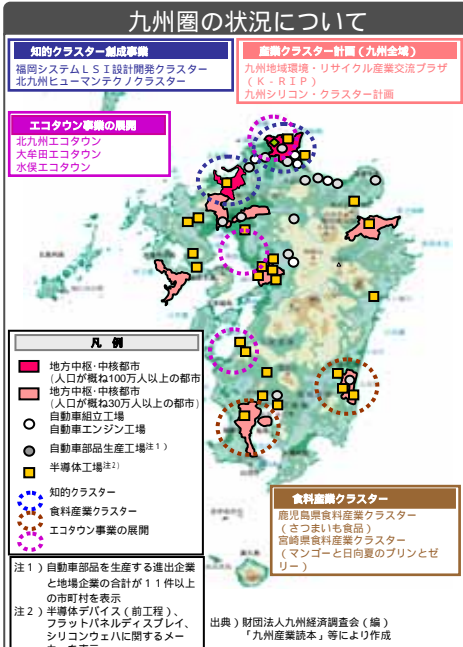 九州圏の状況について
知的クラスター創成事業
福岡システムLSI設計開発クラスター
北九州ヒューマンテクノクラスター
産業クラスター計画（九州全域）
九州地域環境・リサイクル産業交流プラザ
（K-RIP）
九州シリコン・クラスター計画
エコタウン事業の展開
北九州エコタウン
大牟田エコタウン
水俣エコタウン
凡 例
地方中枢・中核都市
(人口が概ね100万人以上の都市
地方中枢・中核都市
(人口が概ね30万人以上の都市)
自動車組立工場
自動車エンジン工場
自動車部品生産工場注１）
半導体工場注２）
知的クラスター
食料産業クラスター
エコタウン事業の展開
注１）自動車部品を生産する進出企業
と地場企業の合計が１１件以上
の市町村を表示
注２）半導体デバイス（前工程）、
フラットパネルディスプレイ、
シリコンウェハに関するメー
カーを表示
食料産業クラスター
鹿児島県食料産業クラスター
（さつまいも食品）
宮崎県食料産業クラスター
（マンゴーと日向夏のプリンとゼ
リー）
出典）財団法人九州経済調査会（編）
「九州産業読本」等により作成